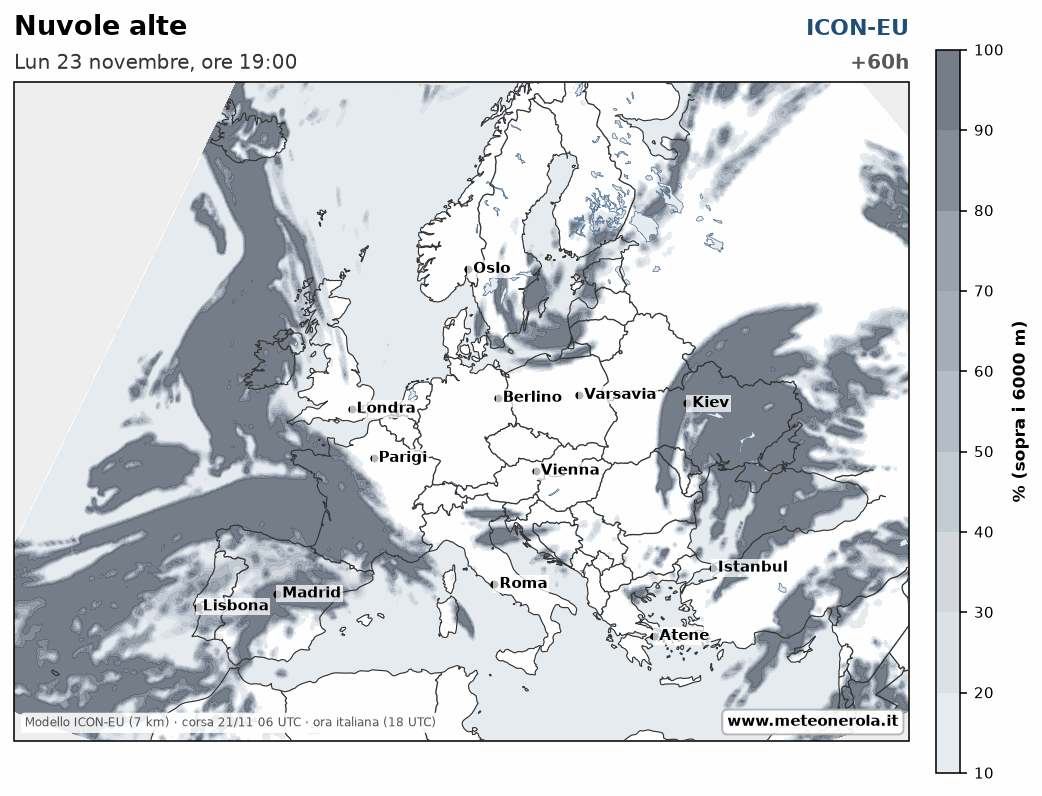 Nuvole alte
ICON-EU
Lun 23 novembre, ore 19:00
+60h
100
90
80
70
60
50
40
30
20
10
% (sopra i 6000 m)
Oslo
Berlino
Varsavia
Kiev
Londra
Parigi
Vienna
Istanbul
Roma
Madrid
Lisbona
Atene
Modello ICON-EU (7 km) · corsa 21/11 06 UTC · ora italiana (18 UTC)
www.meteonerola.it